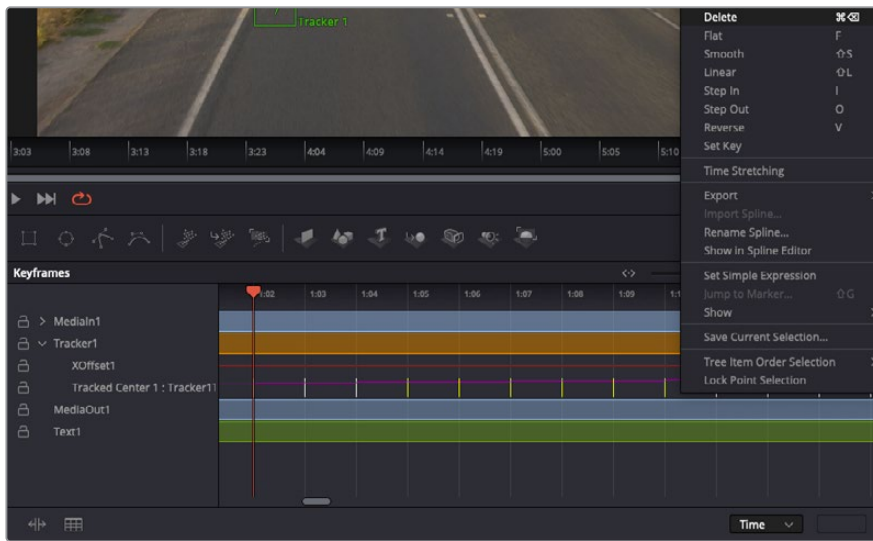 Tracker 1
Delete ⌘⌫
Flat F
Smooth ⇧S
Linear ⇧L
Step In I
Step Out O
Reverse V
Set Key
Time Stretching
Export
Import Spline...
Rename Spline...
Show in Spline Editor
Set Simple Expression
Jump to Marker... ⇧G
Show
Save Current Selection...
Tree Item Order Selection
Lock Point Selection
3:03 3:08 3:13 3:18 3:23 4:04 4:09 4:14 4:19 5:00 5:05 5:10
Keyframes
1:02 1:03 1:04 1:05 1:06 1:07 1:08 1:09
MediaIn1
Tracker1
XOffset1
Tracked Center 1 : Tracker1
MediaOut1
Text1
Time